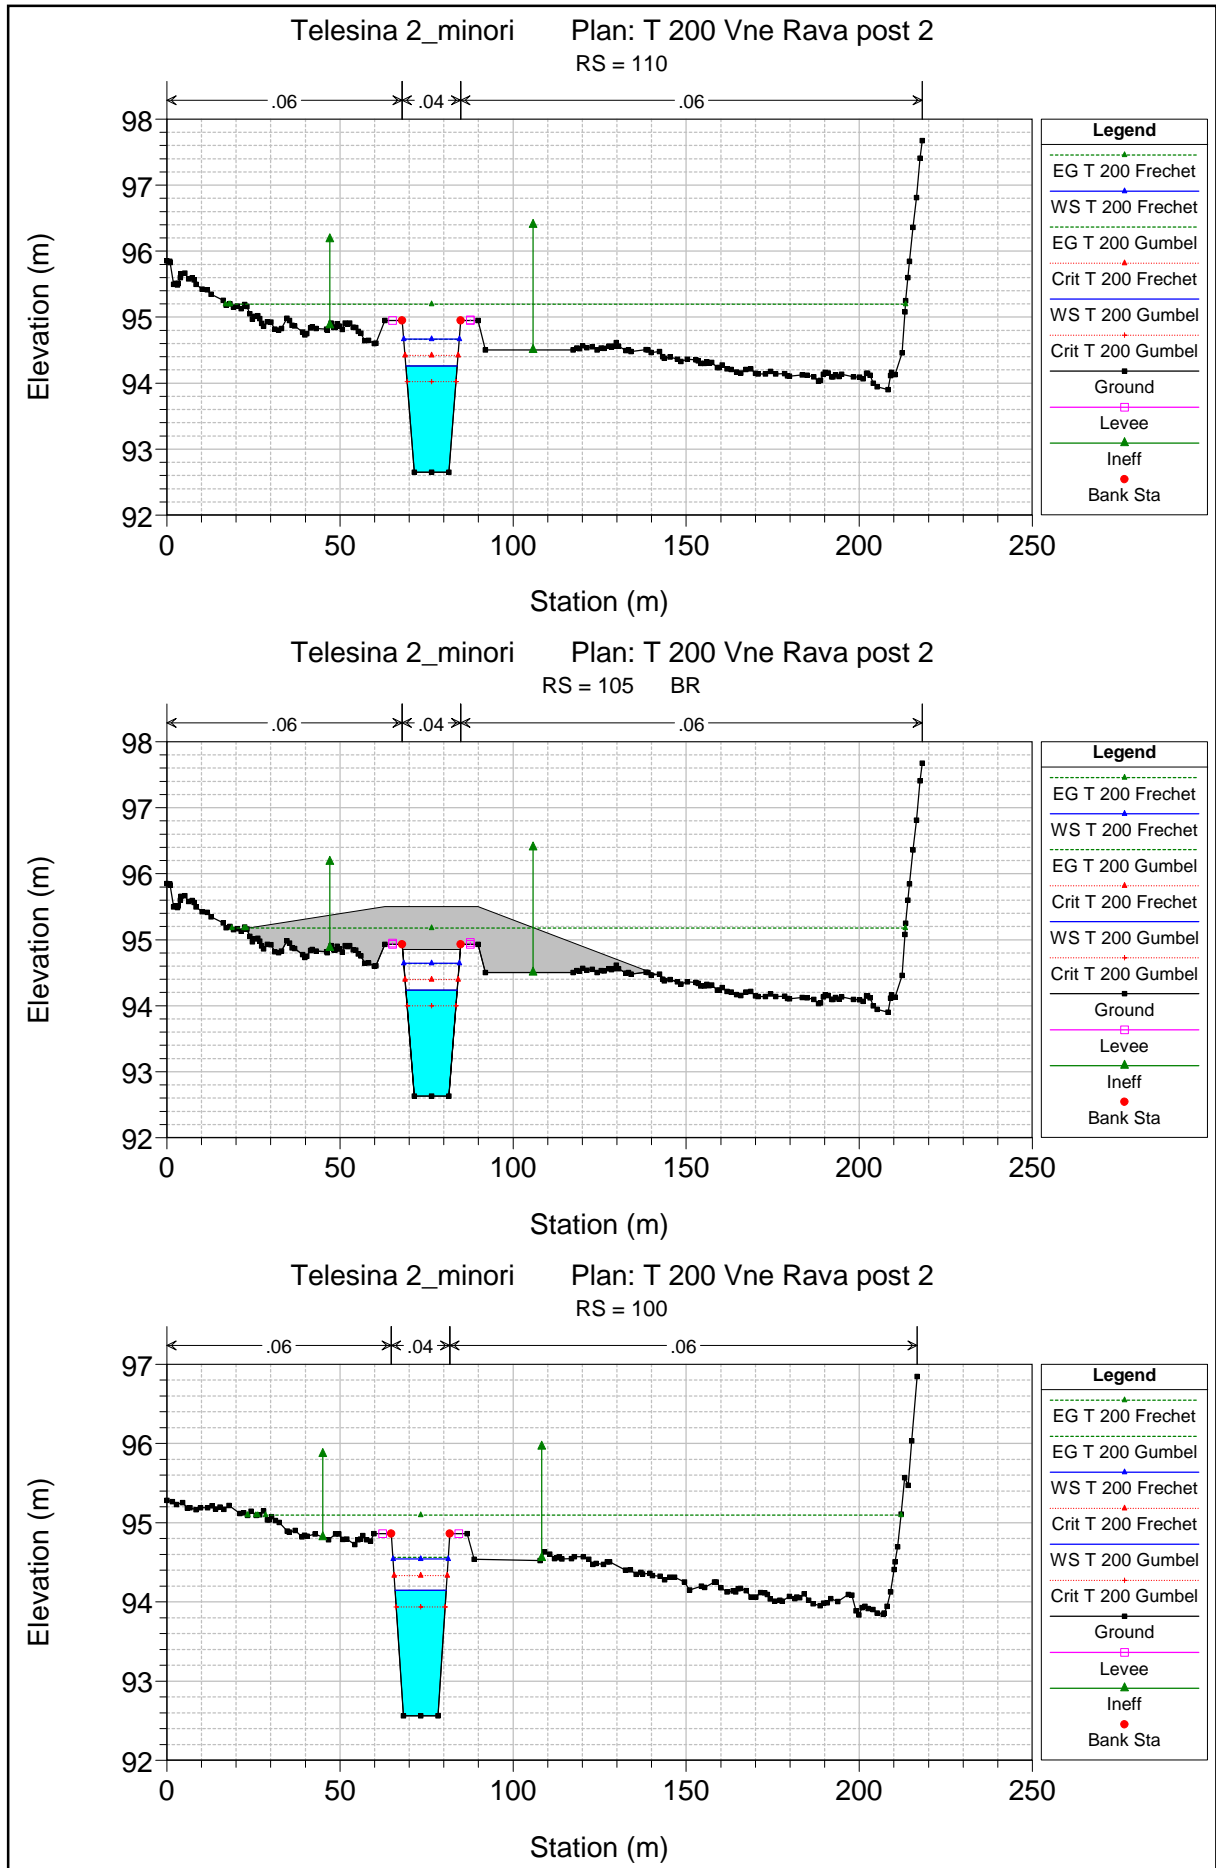 Telesina 2_minori Plan: T 200 Vne Rava post 2
RS = 110
.06 .04 .06
98
97
96
95
94
93
92
Elevation (m)
0 50 100 150 200 250
Station (m)
Legend
EG T 200 Frechet
WS T 200 Frechet
EG T 200 Gumbel
Crit T 200 Frechet
WS T 200 Gumbel
Crit T 200 Gumbel
Ground
Levee
Ineff
Bank Sta
Telesina 2_minori Plan: T 200 Vne Rava post 2
RS = 105 BR
.06 .04 .06
98
97
96
95
94
93
92
Elevation (m)
0 50 100 150 200 250
Station (m)
Legend
EG T 200 Frechet
WS T 200 Frechet
EG T 200 Gumbel
Crit T 200 Frechet
WS T 200 Gumbel
Crit T 200 Gumbel
Ground
Levee
Ineff
Bank Sta
Telesina 2_minori Plan: T 200 Vne Rava post 2
RS = 100
.06 .04 .06
97
96
95
94
93
92
Elevation (m)
0 50 100 150 200 250
Station (m)
Legend
EG T 200 Frechet
EG T 200 Gumbel
WS T 200 Frechet
Crit T 200 Frechet
WS T 200 Gumbel
Crit T 200 Gumbel
Ground
Levee
Ineff
Bank Sta